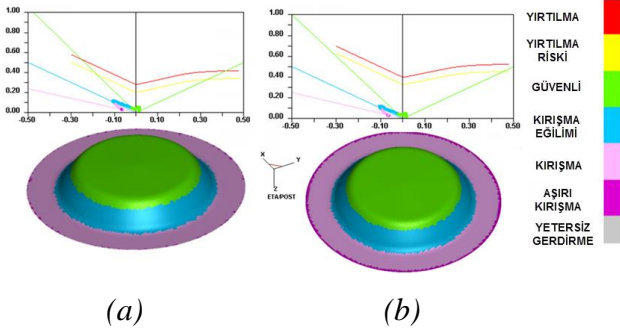 1.00
0.80
0.60
0.40
0.20
0.00
-0.50 -0.30 -0.10 0.10 0.30 0.50
1.00
0.80
0.60
0.40
0.20
0.00
-0.50 -0.30 -0.10 0.10 0.30 0.50
X
Y
Z
ETA/POST
YIRTILMA
YIRTILMA
RİSKİ
GÜVENLİ
KIRIŞMA
EĞİLİMİ
KIRIŞMA
AŞIRI
KIRIŞMA
YETERSİZ
GERDİRME
(a)
(b)